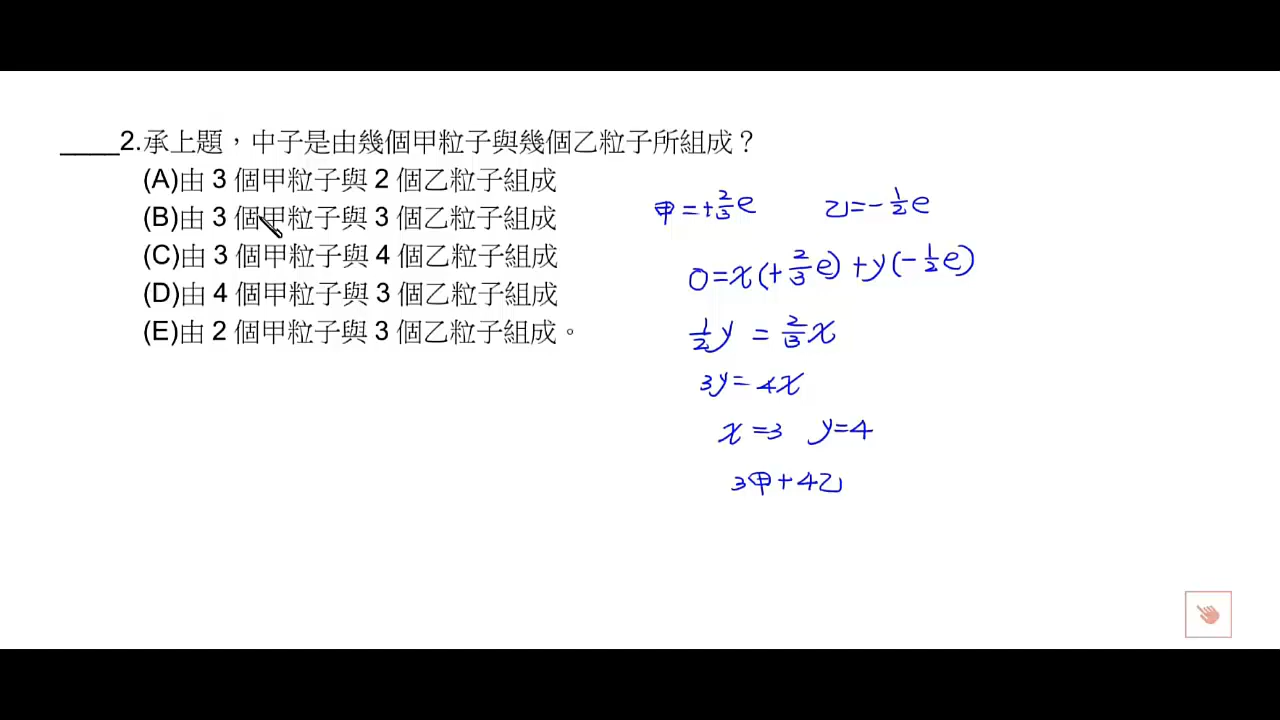 ____2.承上題，中子是由幾個甲粒子與幾個乙粒子所組成？
(A)由 3 個甲粒子與 2 個乙粒子組成
(B)由 3 個甲粒子與 3 個乙粒子組成
(C)由 3 個甲粒子與 4 個乙粒子組成
(D)由 4 個甲粒子與 3 個乙粒子組成
(E)由 2 個甲粒子與 3 個乙粒子組成。
甲=+2/3e 乙=-1/2e
0=x(+2/3e)+y(-1/2e)
1/2y = 2/3x
3y=4x
x=3 y=4
3甲+4乙